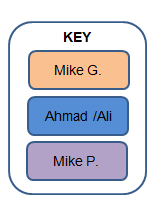 KEY
Mike G.
Ahmad /Ali
Mike P.